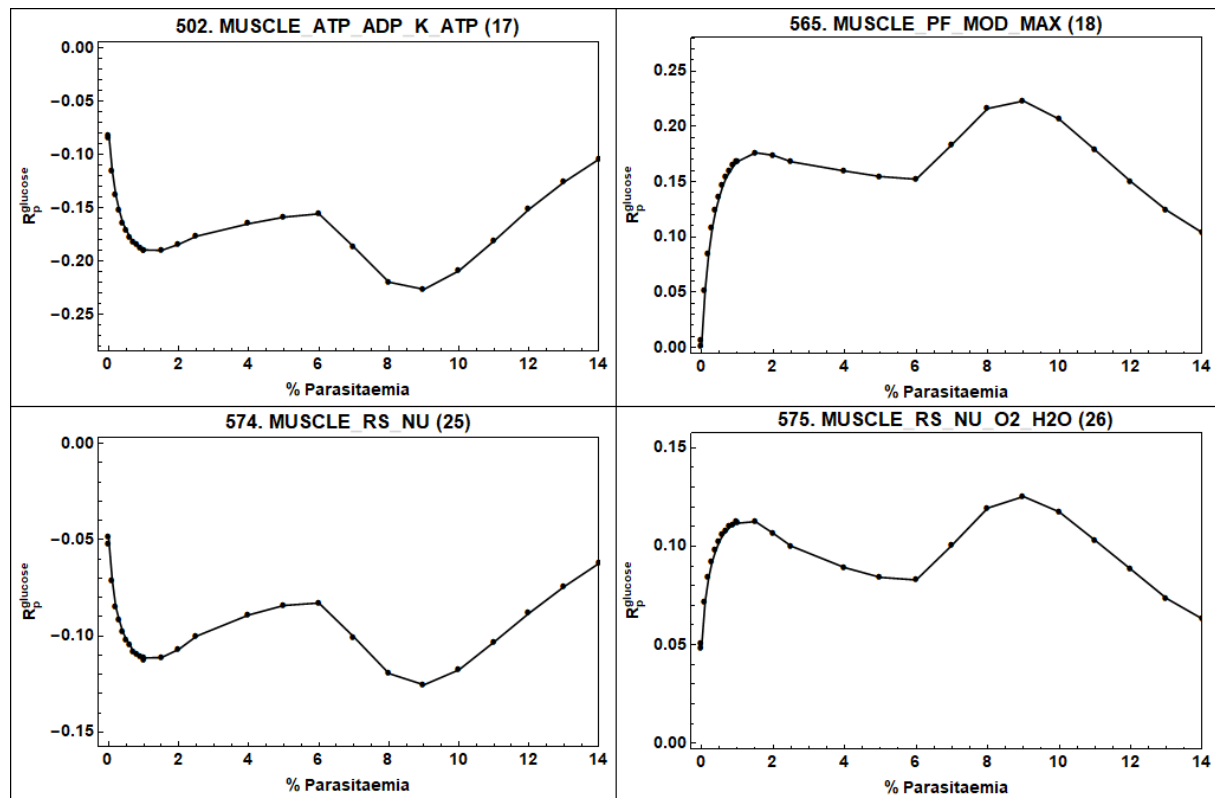 502. MUSCLE_ATP_ADP_K_ATP (17)
0.00
−0.05
−0.10
−0.15
−0.20
−0.25
R_p^glucose
0 2 4 6 8 10 12 14
% Parasitaemia
565. MUSCLE_PF_MOD_MAX (18)
0.25
0.20
0.15
0.10
0.05
0.00
R_p^glucose
0 2 4 6 8 10 12 14
% Parasitaemia
574. MUSCLE_RS_NU (25)
0.00
−0.05
−0.10
−0.15
R_p^glucose
0 2 4 6 8 10 12 14
% Parasitaemia
575. MUSCLE_RS_NU_O2_H2O (26)
0.15
0.10
0.05
0.00
R_p^glucose
0 2 4 6 8 10 12 14
% Parasitaemia